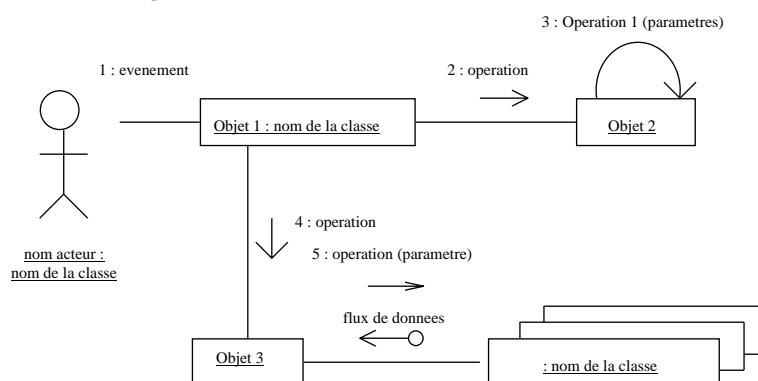 3 : Operation 1 (parametres)
1 : evenement
2 : operation
Objet 1 : nom de la classe
Objet 2
4 : operation
nom acteur :
nom de la classe
5 : operation (parametre)
flux de donnees
Objet 3
: nom de la classe